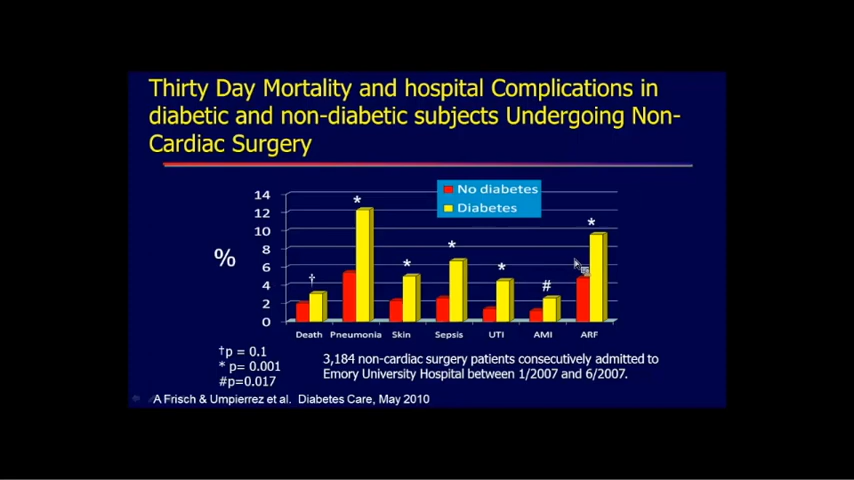 Thirty Day Mortality and hospital Complications in
diabetic and non-diabetic subjects Undergoing Non-
Cardiac Surgery
No diabetes
Diabetes
%
14
12
10
8
6
4
2
0
†
*
*
*
*
#
*
Death Pneumonia Skin Sepsis UTI AMI ARF
†p = 0.1
* p= 0.001
#p=0.017
3,184 non-cardiac surgery patients consecutively admitted to
Emory University Hospital between 1/2007 and 6/2007.
A Frisch & Umpierrez et al. Diabetes Care, May 2010